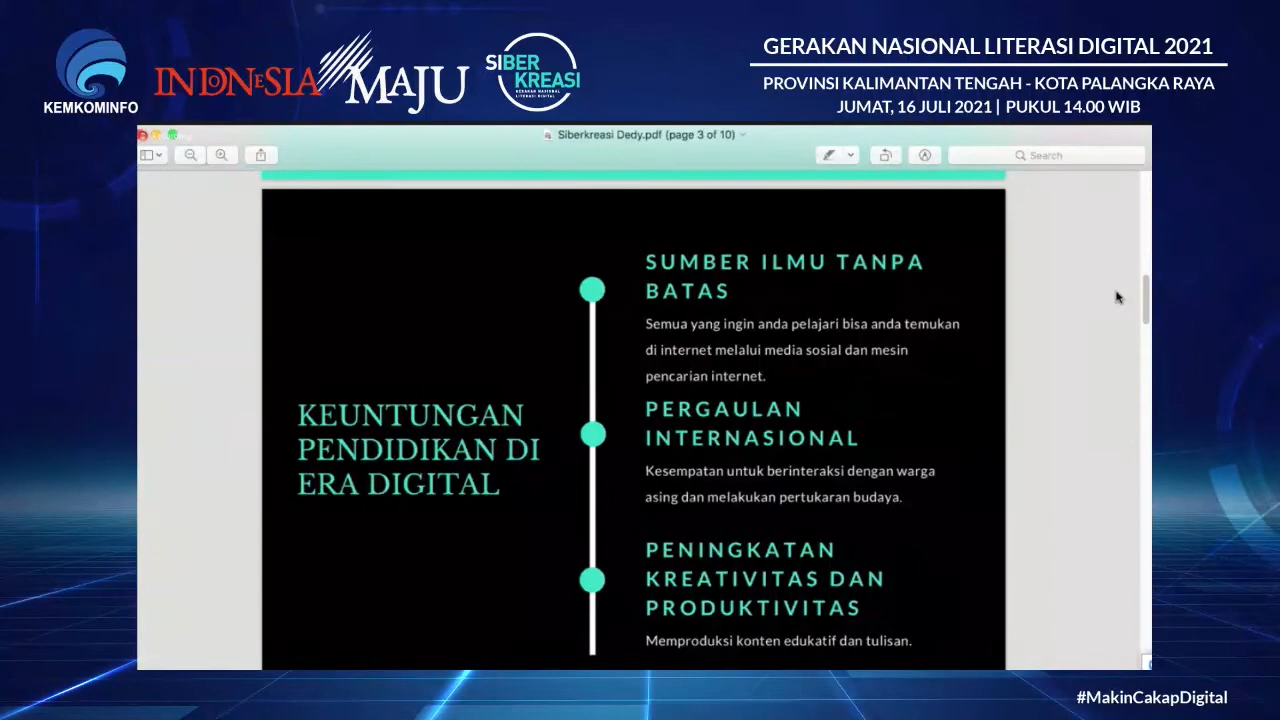 KEMKOMINFO
INDONESIA MAJU
SIBER KREASI
GERAKAN NASIONAL
LITERASI DIGITAL
GERAKAN NASIONAL LITERASI DIGITAL 2021
PROVINSI KALIMANTAN TENGAH - KOTA PALANGKA RAYA
JUMAT, 16 JULI 2021 | PUKUL 14.00 WIB
Siberkreasi Dedy.pdf (page 3 of 10)
Search
KEUNTUNGAN
PENDIDIKAN DI
ERA DIGITAL
SUMBER ILMU TANPA
BATAS
Semua yang ingin anda pelajari bisa anda temukan
di internet melalui media sosial dan mesin
pencarian internet.
PERGAULAN
INTERNASIONAL
Kesempatan untuk berinteraksi dengan warga
asing dan melakukan pertukaran budaya.
PENINGKATAN
KREATIVITAS DAN
PRODUKTIVITAS
Memproduksi konten edukatif dan tulisan.
#MakinCakapDigital